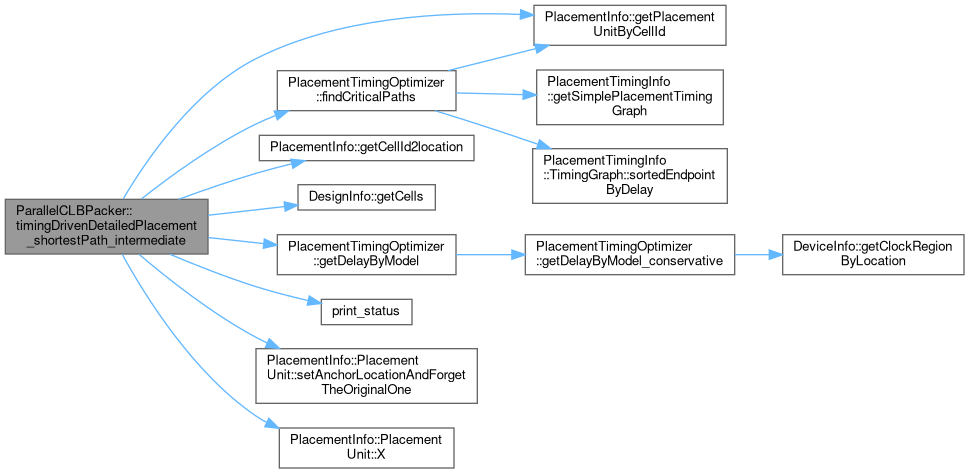 ParallelCLBPacker::
timingDrivenDetailedPlacement
_shortestPath_intermediate
PlacementInfo::getPlacement
UnitByCellId
PlacementTimingOptimizer
::findCriticalPaths
PlacementTimingInfo
::getSimplePlacementTiming
Graph
PlacementTimingInfo
::TimingGraph::sortedEndpoint
ByDelay
PlacementInfo::getCellId2location
DesignInfo::getCells
PlacementTimingOptimizer
::getDelayByModel
PlacementTimingOptimizer
::getDelayByModel_conservative
DeviceInfo::getClockRegion
ByLocation
print_status
PlacementInfo::Placement
Unit::setAnchorLocationAndForget
TheOriginalOne
PlacementInfo::Placement
Unit::X